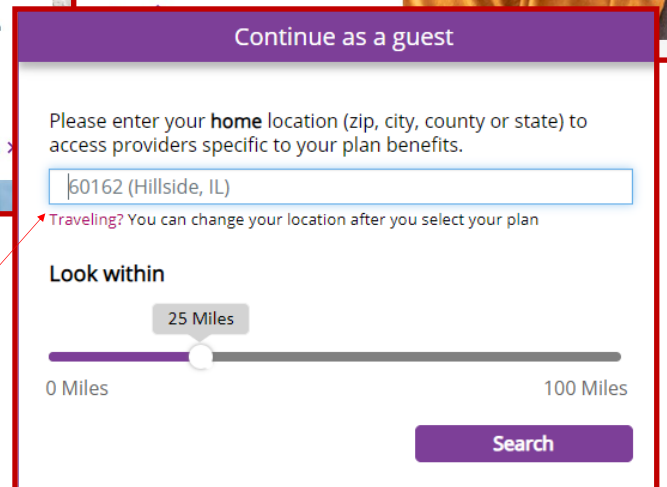 Continue as a guest
Please enter your home location (zip, city, county or state) to
access providers specific to your plan benefits.
60162 (Hillside, IL)
Traveling? You can change your location after you select your plan
Look within
25 Miles
0 Miles
100 Miles
Search